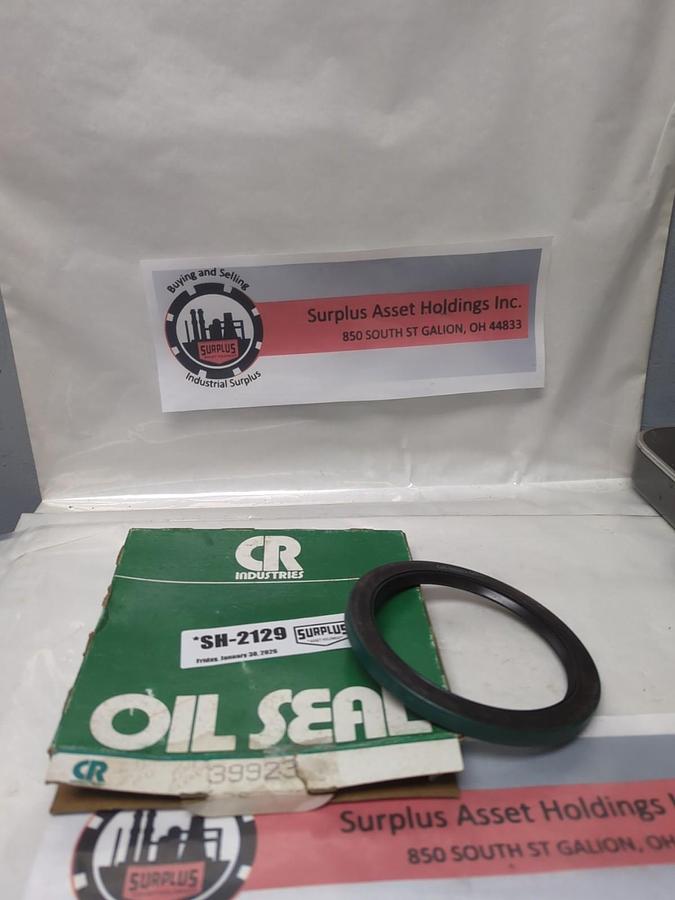 Buying and Selling
SURPLUS
Industrial Surplus
Surplus Asset Holdings Inc.
850 SOUTH ST GALION, OH 44833
CR
INDUSTRIES
*SH-2129
SURPLUS
Friday, January 30, 2026
OIL SEAL
CR
39923
Surplus Asset Holdings
850 SOUTH ST GALION, OH
SURPLUS